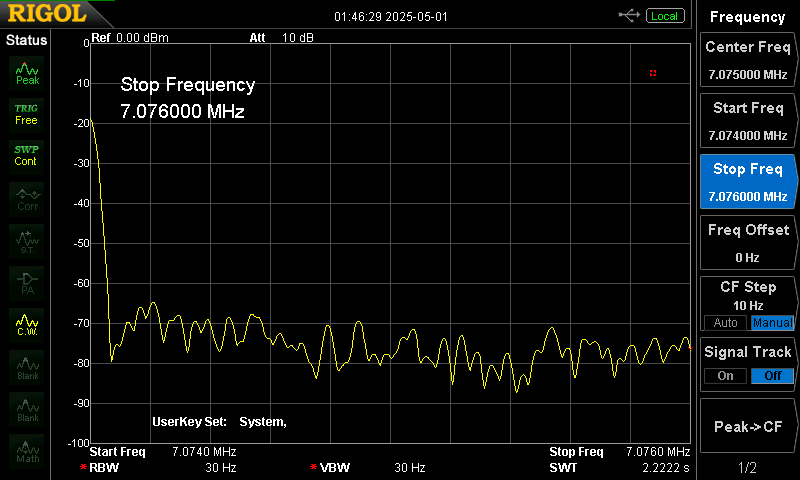 RIGOL
01:46:29 2025-05-01
Local
Status
Ref 0.00 dBm
Att 10 dB
0
-10
-20
-30
-40
-50
-60
-70
-80
-90
-100
Stop Frequency
7.076000 MHz
Peak
TRIG
Free
SWP
Cont
Corr
S.T.
PA
C.W.
Blank
Blank
Math
UserKey Set: System,
Start Freq 7.0740 MHz
Stop Freq 7.0760 MHz
RBW 30 Hz
VBW 30 Hz
SWT 2.2222 s
Frequency
Center Freq
7.075000 MHz
Start Freq
7.074000 MHz
Stop Freq
7.076000 MHz
Freq Offset
0 Hz
CF Step
10 Hz
Auto Manual
Signal Track
On Off
Peak->CF
1/2